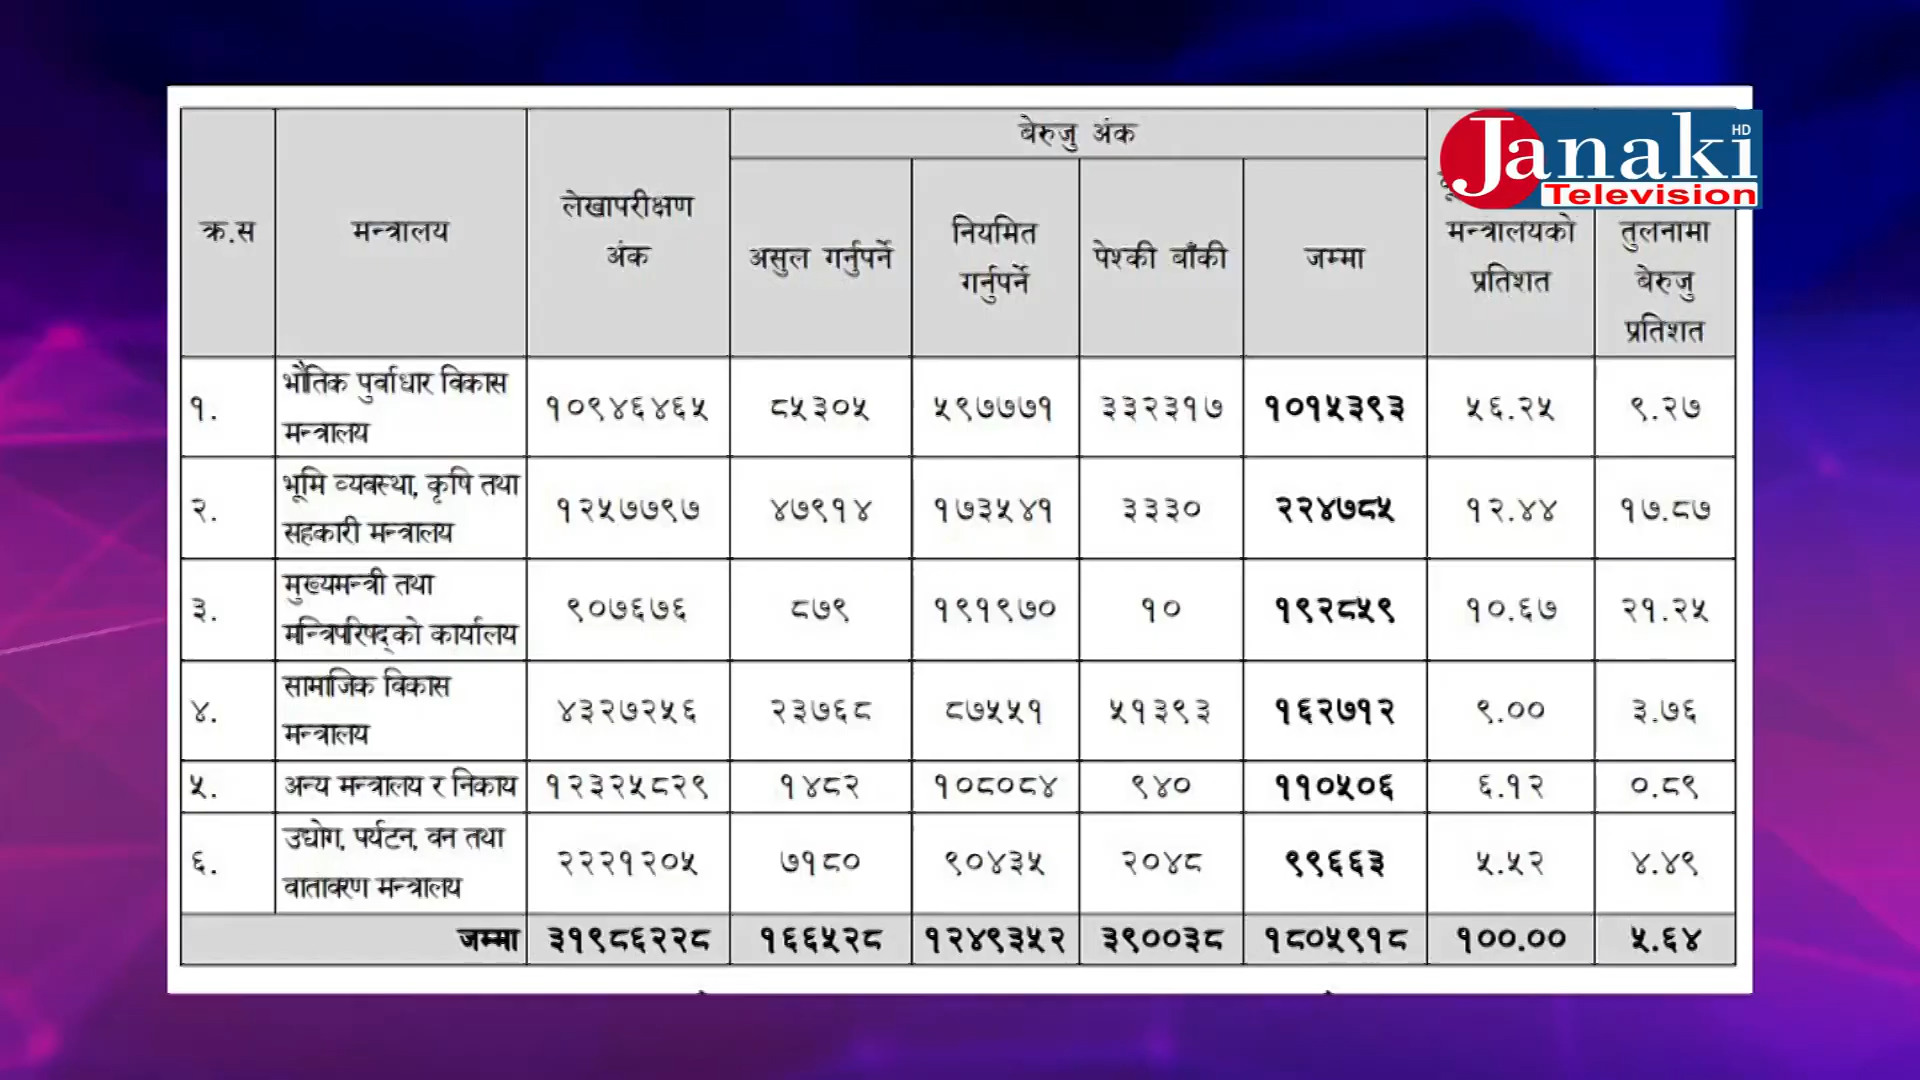 बेरुजु अंक
Janaki HD
Television
क्र.स
मन्त्रालय
लेखापरीक्षण
अंक
असुल गर्नुपर्ने
नियमित
गर्नुपर्ने
पेश्की बाँकी
जम्मा
मन्त्रालयको
प्रतिशत
तुलनामा
बेरुजु
प्रतिशत
१.
भौतिक पुर्वाधार विकास
मन्त्रालय
१०९४६४६५ ८५३०५ ५९७७७१ ३३२३१७ १०१५३९३ ५६.२५ ९.२७
२.
भूमि व्यवस्था, कृषि तथा
सहकारी मन्त्रालय
१२५७७९७ ४७९१४ १७३५४१ ३३३० २२४७८५ १२.४४ १७.८७
३.
मुख्यमन्त्री तथा
मन्त्रिपरिषद्को कार्यालय
९०७६७६ ८७९ १९१९७० १० १९२८५९ १०.६७ २१.२५
४.
सामाजिक विकास
मन्त्रालय
४३२७२५६ २३७६८ ८७५५१ ५१३९३ १६२७१२ ९.०० ३.७६
५. अन्य मन्त्रालय र निकाय १२३२५८२९ १४८२ १०८०८४ ९४० ११०५०६ ६.१२ ०.८९
६.
उद्योग, पर्यटन, वन तथा
वातावरण मन्त्रालय
२२२१२०५ ७१८० ९०४३५ २०४८ ९९६६३ ५.५२ ४.४९
जम्मा ३१९८६२२८ १६६५२८ १२४९३५२ ३९००३८ १८०५९१८ १००.०० ५.६४